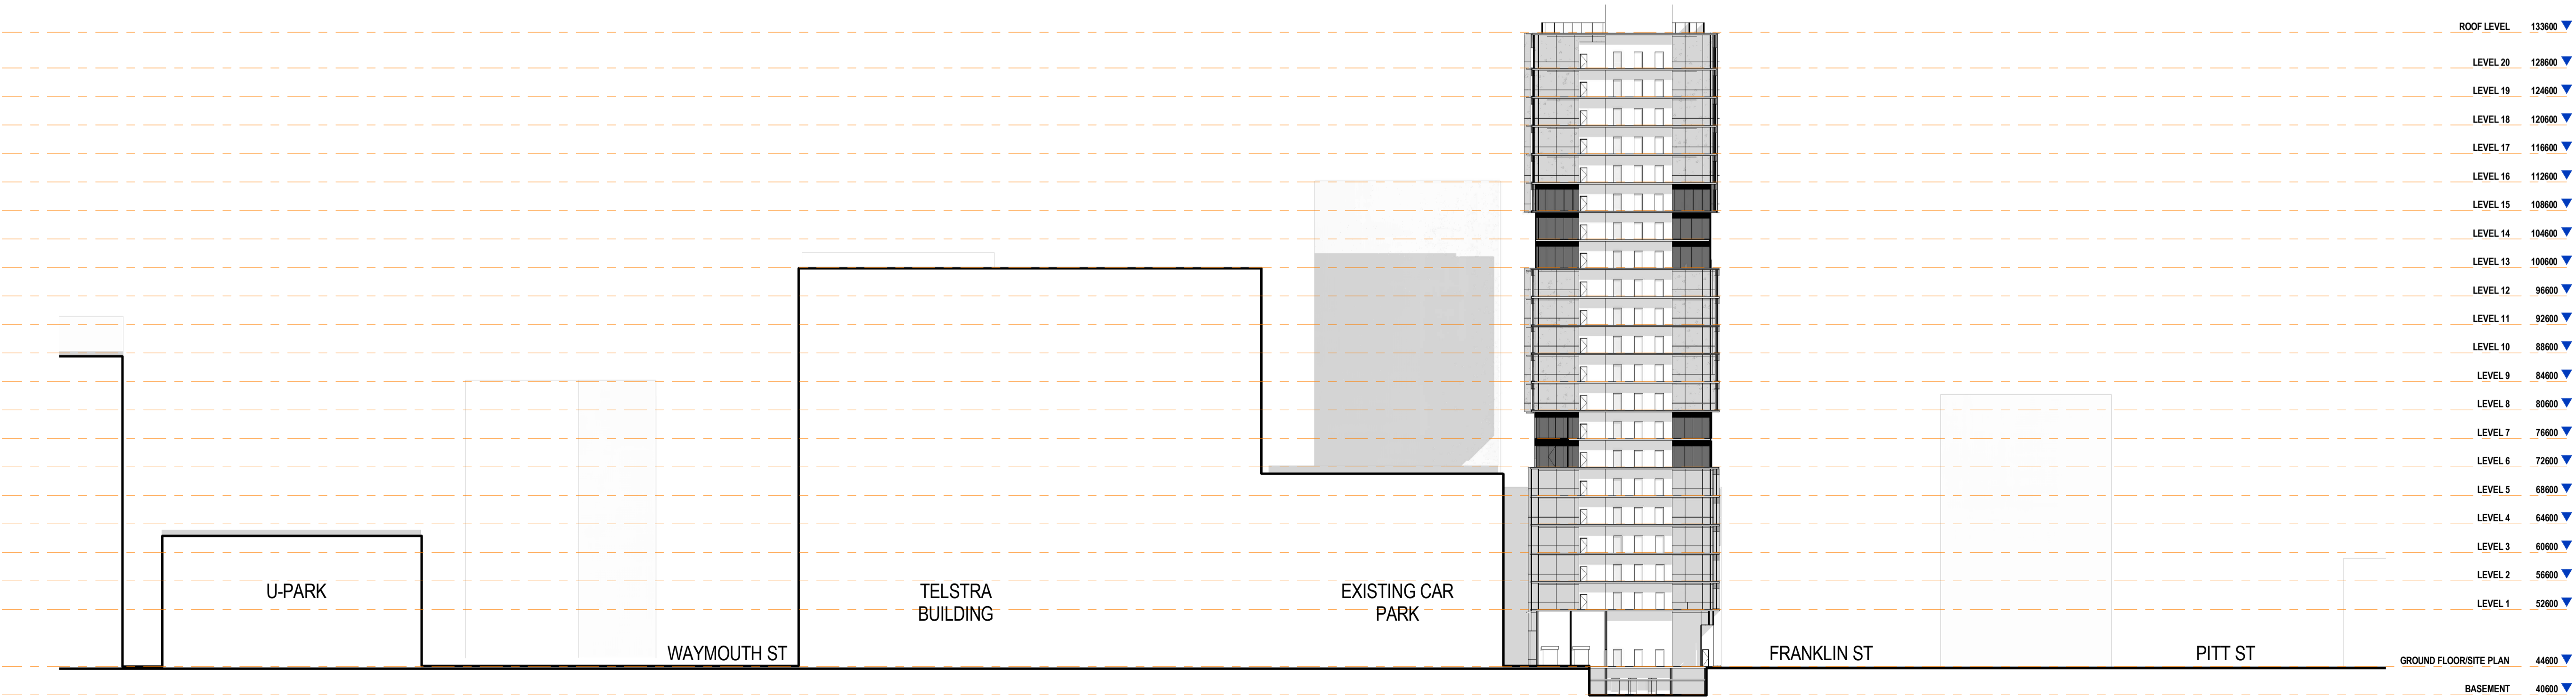 ROOF LEVEL 133600
LEVEL 20 128600
LEVEL 19 124600
LEVEL 18 120600
LEVEL 17 116600
LEVEL 16 112600
LEVEL 15 108600
LEVEL 14 104600
LEVEL 13 100600
LEVEL 12 96600
LEVEL 11 92600
LEVEL 10 88600
LEVEL 9 84600
LEVEL 8 80600
LEVEL 7 76600
LEVEL 6 72600
LEVEL 5 68600
LEVEL 4 64600
LEVEL 3 60600
LEVEL 2 56600
LEVEL 1 52600
GROUND FLOOR/SITE PLAN 44600
BASEMENT 40600
U-PARK
WAYMOUTH ST
TELSTRA
BUILDING
EXISTING CAR
PARK
FRANKLIN ST
PITT ST